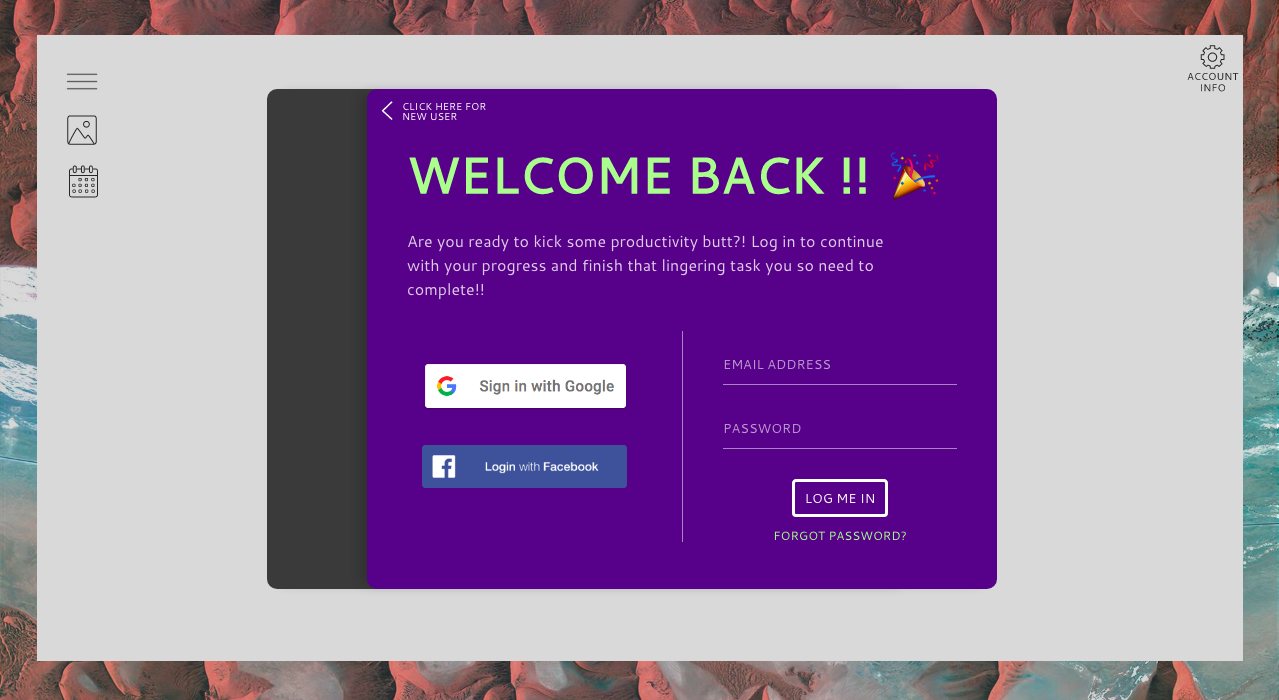 ACCOUNT
INFO
CLICK HERE FOR
NEW USER
WELCOME BACK !! 🎉
Are you ready to kick some productivity butt?! Log in to continue
with your progress and finish that lingering task you so need to
complete!!
Sign in with Google
Login with Facebook
EMAIL ADDRESS
PASSWORD
LOG ME IN
FORGOT PASSWORD?